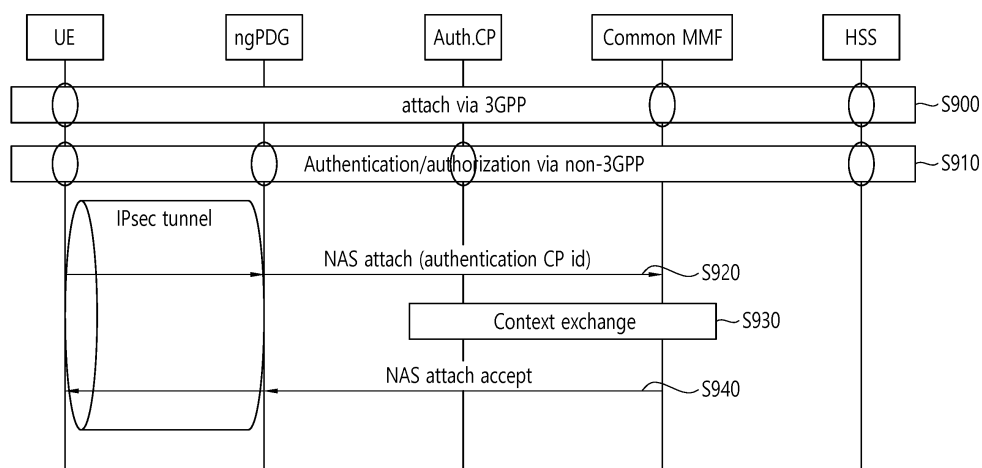 UE
ngPDG
Auth.CP
Common MMF
HSS
attach via 3GPP
S900
Authentication/authorization via non-3GPP
S910
IPsec tunnel
NAS attach (authentication CP id)
S920
Context exchange
S930
NAS attach accept
S940